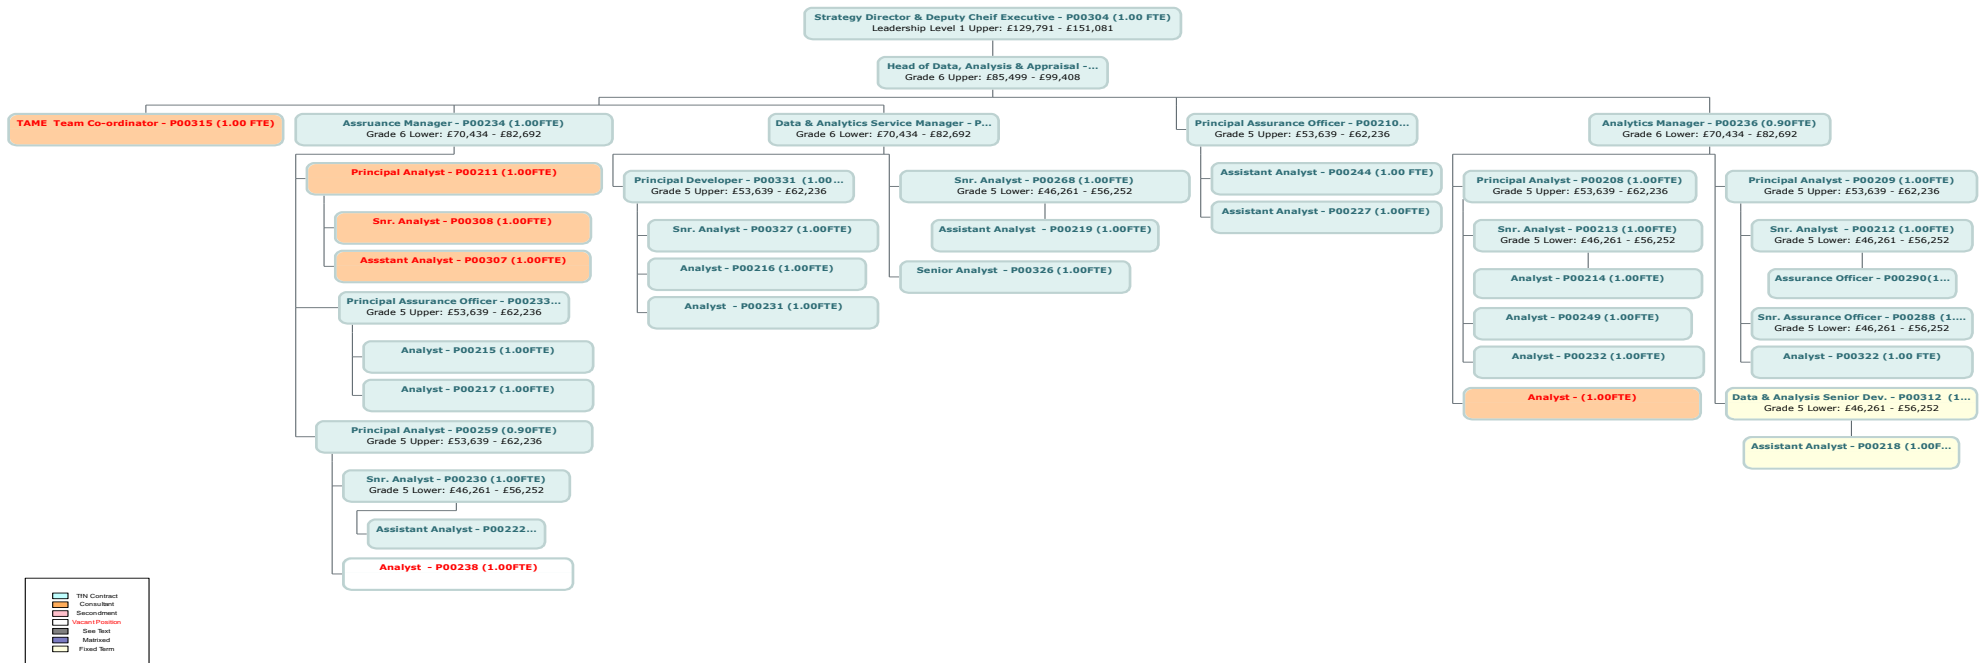 Strategy Director & Deputy Cheif Executive - P00304 (1.00 FTE)
Leadership Level 1 Upper: £129,791 - £151,081
Head of Data, Analysis & Appraisal -...
Grade 6 Upper: £85,499 - £99,408
TAME  Team Co-ordinator - P00315 (1.00 FTE)
Assruance Manager - P00234 (1.00FTE)
Grade 6 Lower: £70,434 - £82,692
Data & Analytics Service Manager - P...
Grade 6 Lower: £70,434 - £82,692
Principal Assurance Officer - P00210...
Grade 5 Upper: £53,639 - £62,236
Analytics Manager - P00236 (0.90FTE)
Grade 6 Lower: £70,434 - £82,692
Principal Analyst - P00211 (1.00FTE)
Snr. Analyst - P00308 (1.00FTE)
Assstant Analyst - P00307 (1.00FTE)
Principal Assurance Officer - P00233...
Grade 5 Upper: £53,639 - £62,236
Analyst - P00215 (1.00FTE)
Analyst - P00217 (1.00FTE)
Principal Analyst - P00259 (0.90FTE)
Grade 5 Upper: £53,639 - £62,236
Snr. Analyst - P00230 (1.00FTE)
Grade 5 Lower: £46,261 - £56,252
Assistant Analyst - P00222...
Analyst  - P00238 (1.00FTE)
Principal Developer - P00331  (1.00...
Grade 5 Upper: £53,639 - £62,236
Snr. Analyst - P00327 (1.00FTE)
Analyst - P00216 (1.00FTE)
Analyst  - P00231 (1.00FTE)
Snr. Analyst - P00268 (1.00FTE)
Grade 5 Lower: £46,261 - £56,252
Assistant Analyst  - P00219 (1.00FTE)
Senior Analyst  - P00326 (1.00FTE)
Assistant Analyst - P00244 (1.00 FTE)
Assistant Analyst - P00227 (1.00FTE)
Principal Analyst - P00208 (1.00FTE)
Grade 5 Upper: £53,639 - £62,236
Snr. Analyst - P00213 (1.00FTE)
Grade 5 Lower: £46,261 - £56,252
Analyst - P00214 (1.00FTE)
Analyst - P00249 (1.00FTE)
Analyst - P00232 (1.00FTE)
Analyst - (1.00FTE)
Principal Analyst - P00209 (1.00FTE)
Grade 5 Upper: £53,639 - £62,236
Snr. Analyst  - P00212 (1.00FTE)
Grade 5 Lower: £46,261 - £56,252
Assurance Officer - P00290(1...
Snr. Assurance Officer - P00288  (1....
Grade 5 Lower: £46,261 - £56,252
Analyst - P00322 (1.00 FTE)
Data & Analysis Senior Dev. - P00312  (1...
Grade 5 Lower: £46,261 - £56,252
Assistant Analyst - P00218 (1.00F...
TfN Contract
Consultant
Secondment
Vacant Position
See Text
Matrixed
Fixed Term